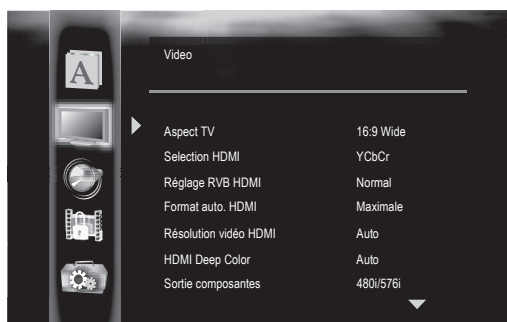 A
Video
Aspect TV 16:9 Wide
Selection HDMI YCbCr
Réglage RVB HDMI Normal
Format auto. HDMI Maximale
Résolution vidéo HDMI Auto
HDMI Deep Color Auto
Sortie composantes 480i/576i